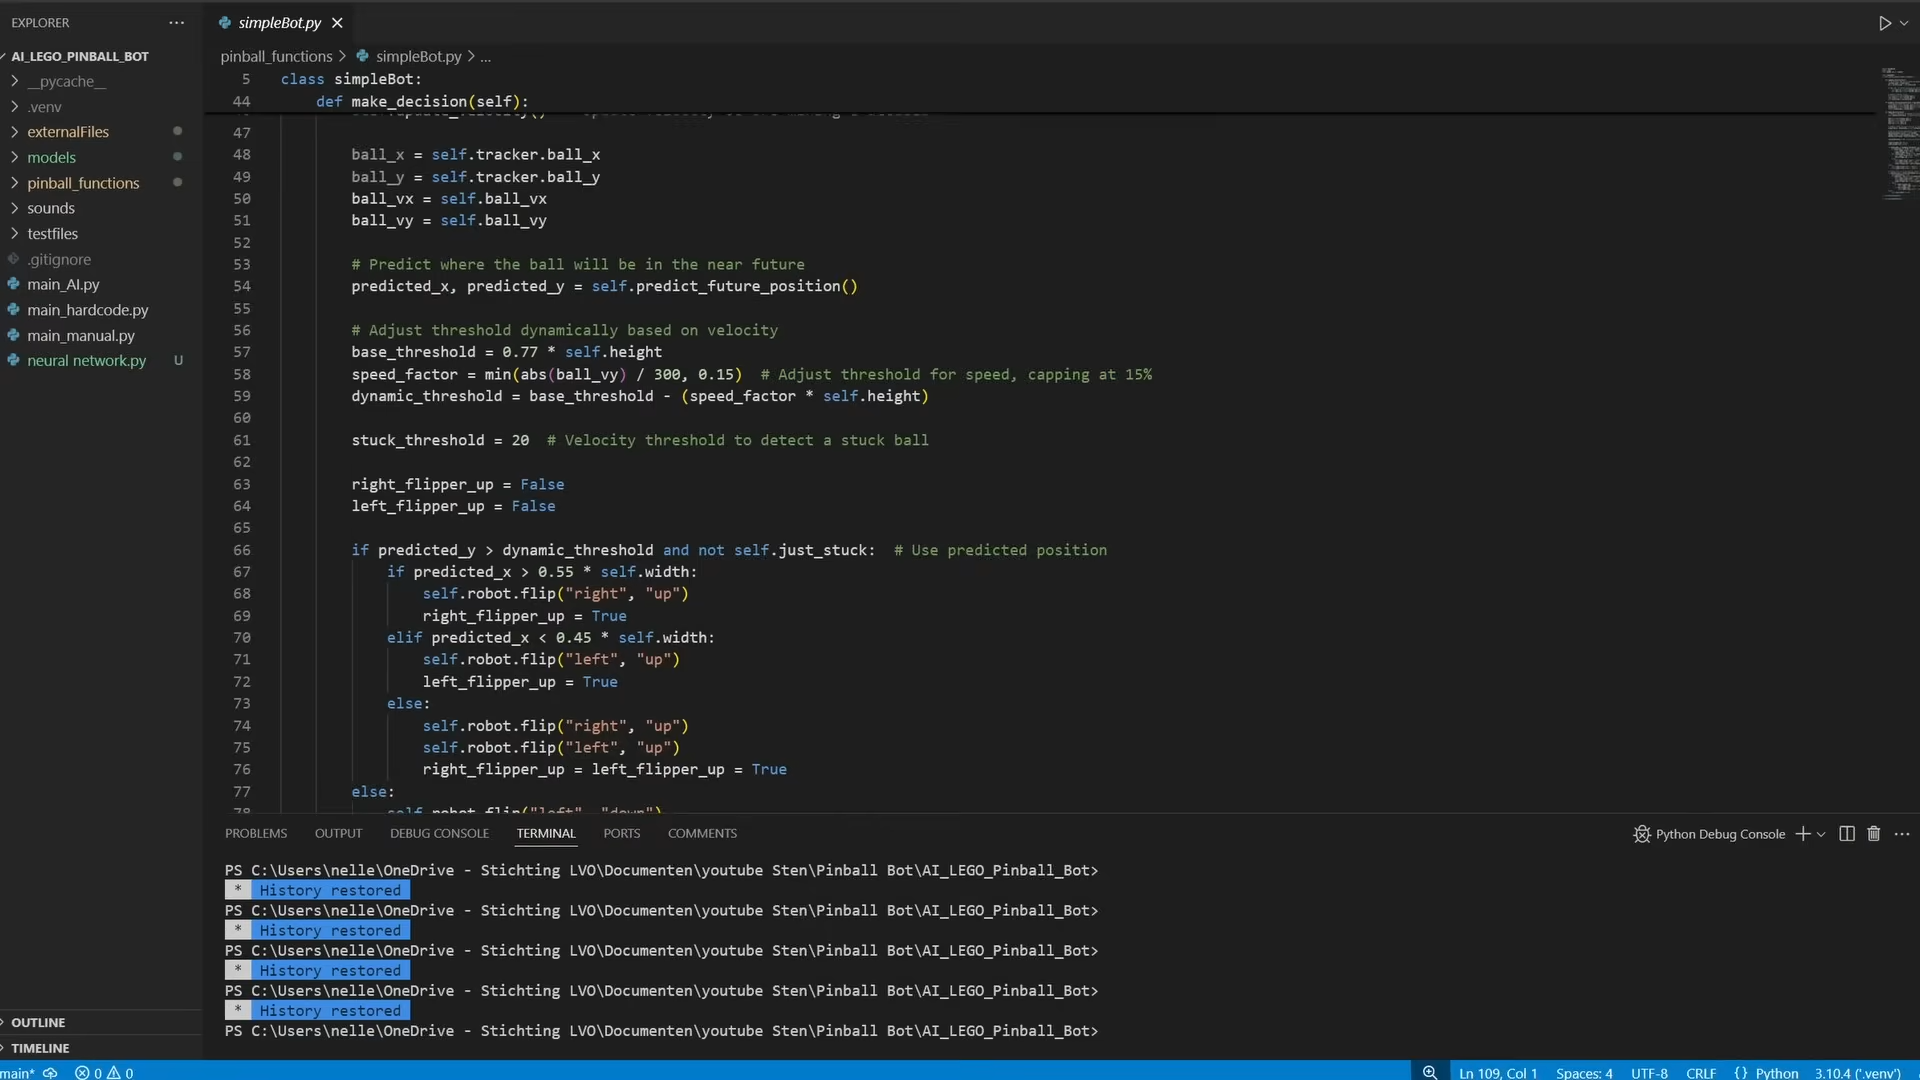 EXPLORER
AI_LEGO_PINBALL_BOT
__pycache__
.venv
externalFiles
models
pinball_functions
sounds
testfiles
.gitignore
main_AI.py
main_hardcode.py
main_manual.py
neural network.py U
OUTLINE
TIMELINE
simpleBot.py
pinball_functions > simpleBot.py > ...
5 class simpleBot:
44 def make_decision(self):
47
48 ball_x = self.tracker.ball_x
49 ball_y = self.tracker.ball_y
50 ball_vx = self.ball_vx
51 ball_vy = self.ball_vy
52
53 # Predict where the ball will be in the near future
54 predicted_x, predicted_y = self.predict_future_position()
55
56 # Adjust threshold dynamically based on velocity
57 base_threshold = 0.77 * self.height
58 speed_factor = min(abs(ball_vy) / 300, 0.15)  # Adjust threshold for speed, capping at 15%
59 dynamic_threshold = base_threshold - (speed_factor * self.height)
60
61 stuck_threshold = 20  # Velocity threshold to detect a stuck ball
62
63 right_flipper_up = False
64 left_flipper_up = False
65
66 if predicted_y > dynamic_threshold and not self.just_stuck:  # Use predicted position
67 if predicted_x > 0.55 * self.width:
68 self.robot.flip("right", "up")
69 right_flipper_up = True
70 elif predicted_x < 0.45 * self.width:
71 self.robot.flip("left", "up")
72 left_flipper_up = True
73 else:
74 self.robot.flip("right", "up")
75 self.robot.flip("left", "up")
76 right_flipper_up = left_flipper_up = True
77 else:
78 self.robot.flip("left", "down")
PROBLEMS OUTPUT DEBUG CONSOLE TERMINAL PORTS COMMENTS
Python Debug Console
PS C:\Users\nelle\OneDrive - Stichting LVO\Documenten\youtube Sten\Pinball Bot\AI_LEGO_Pinball_Bot>
* History restored
PS C:\Users\nelle\OneDrive - Stichting LVO\Documenten\youtube Sten\Pinball Bot\AI_LEGO_Pinball_Bot>
* History restored
PS C:\Users\nelle\OneDrive - Stichting LVO\Documenten\youtube Sten\Pinball Bot\AI_LEGO_Pinball_Bot>
* History restored
PS C:\Users\nelle\OneDrive - Stichting LVO\Documenten\youtube Sten\Pinball Bot\AI_LEGO_Pinball_Bot>
* History restored
PS C:\Users\nelle\OneDrive - Stichting LVO\Documenten\youtube Sten\Pinball Bot\AI_LEGO_Pinball_Bot>
main* 0 0 Ln 109, Col 1 Spaces: 4 UTF-8 CRLF {} Python 3.10.4 ('.venv')